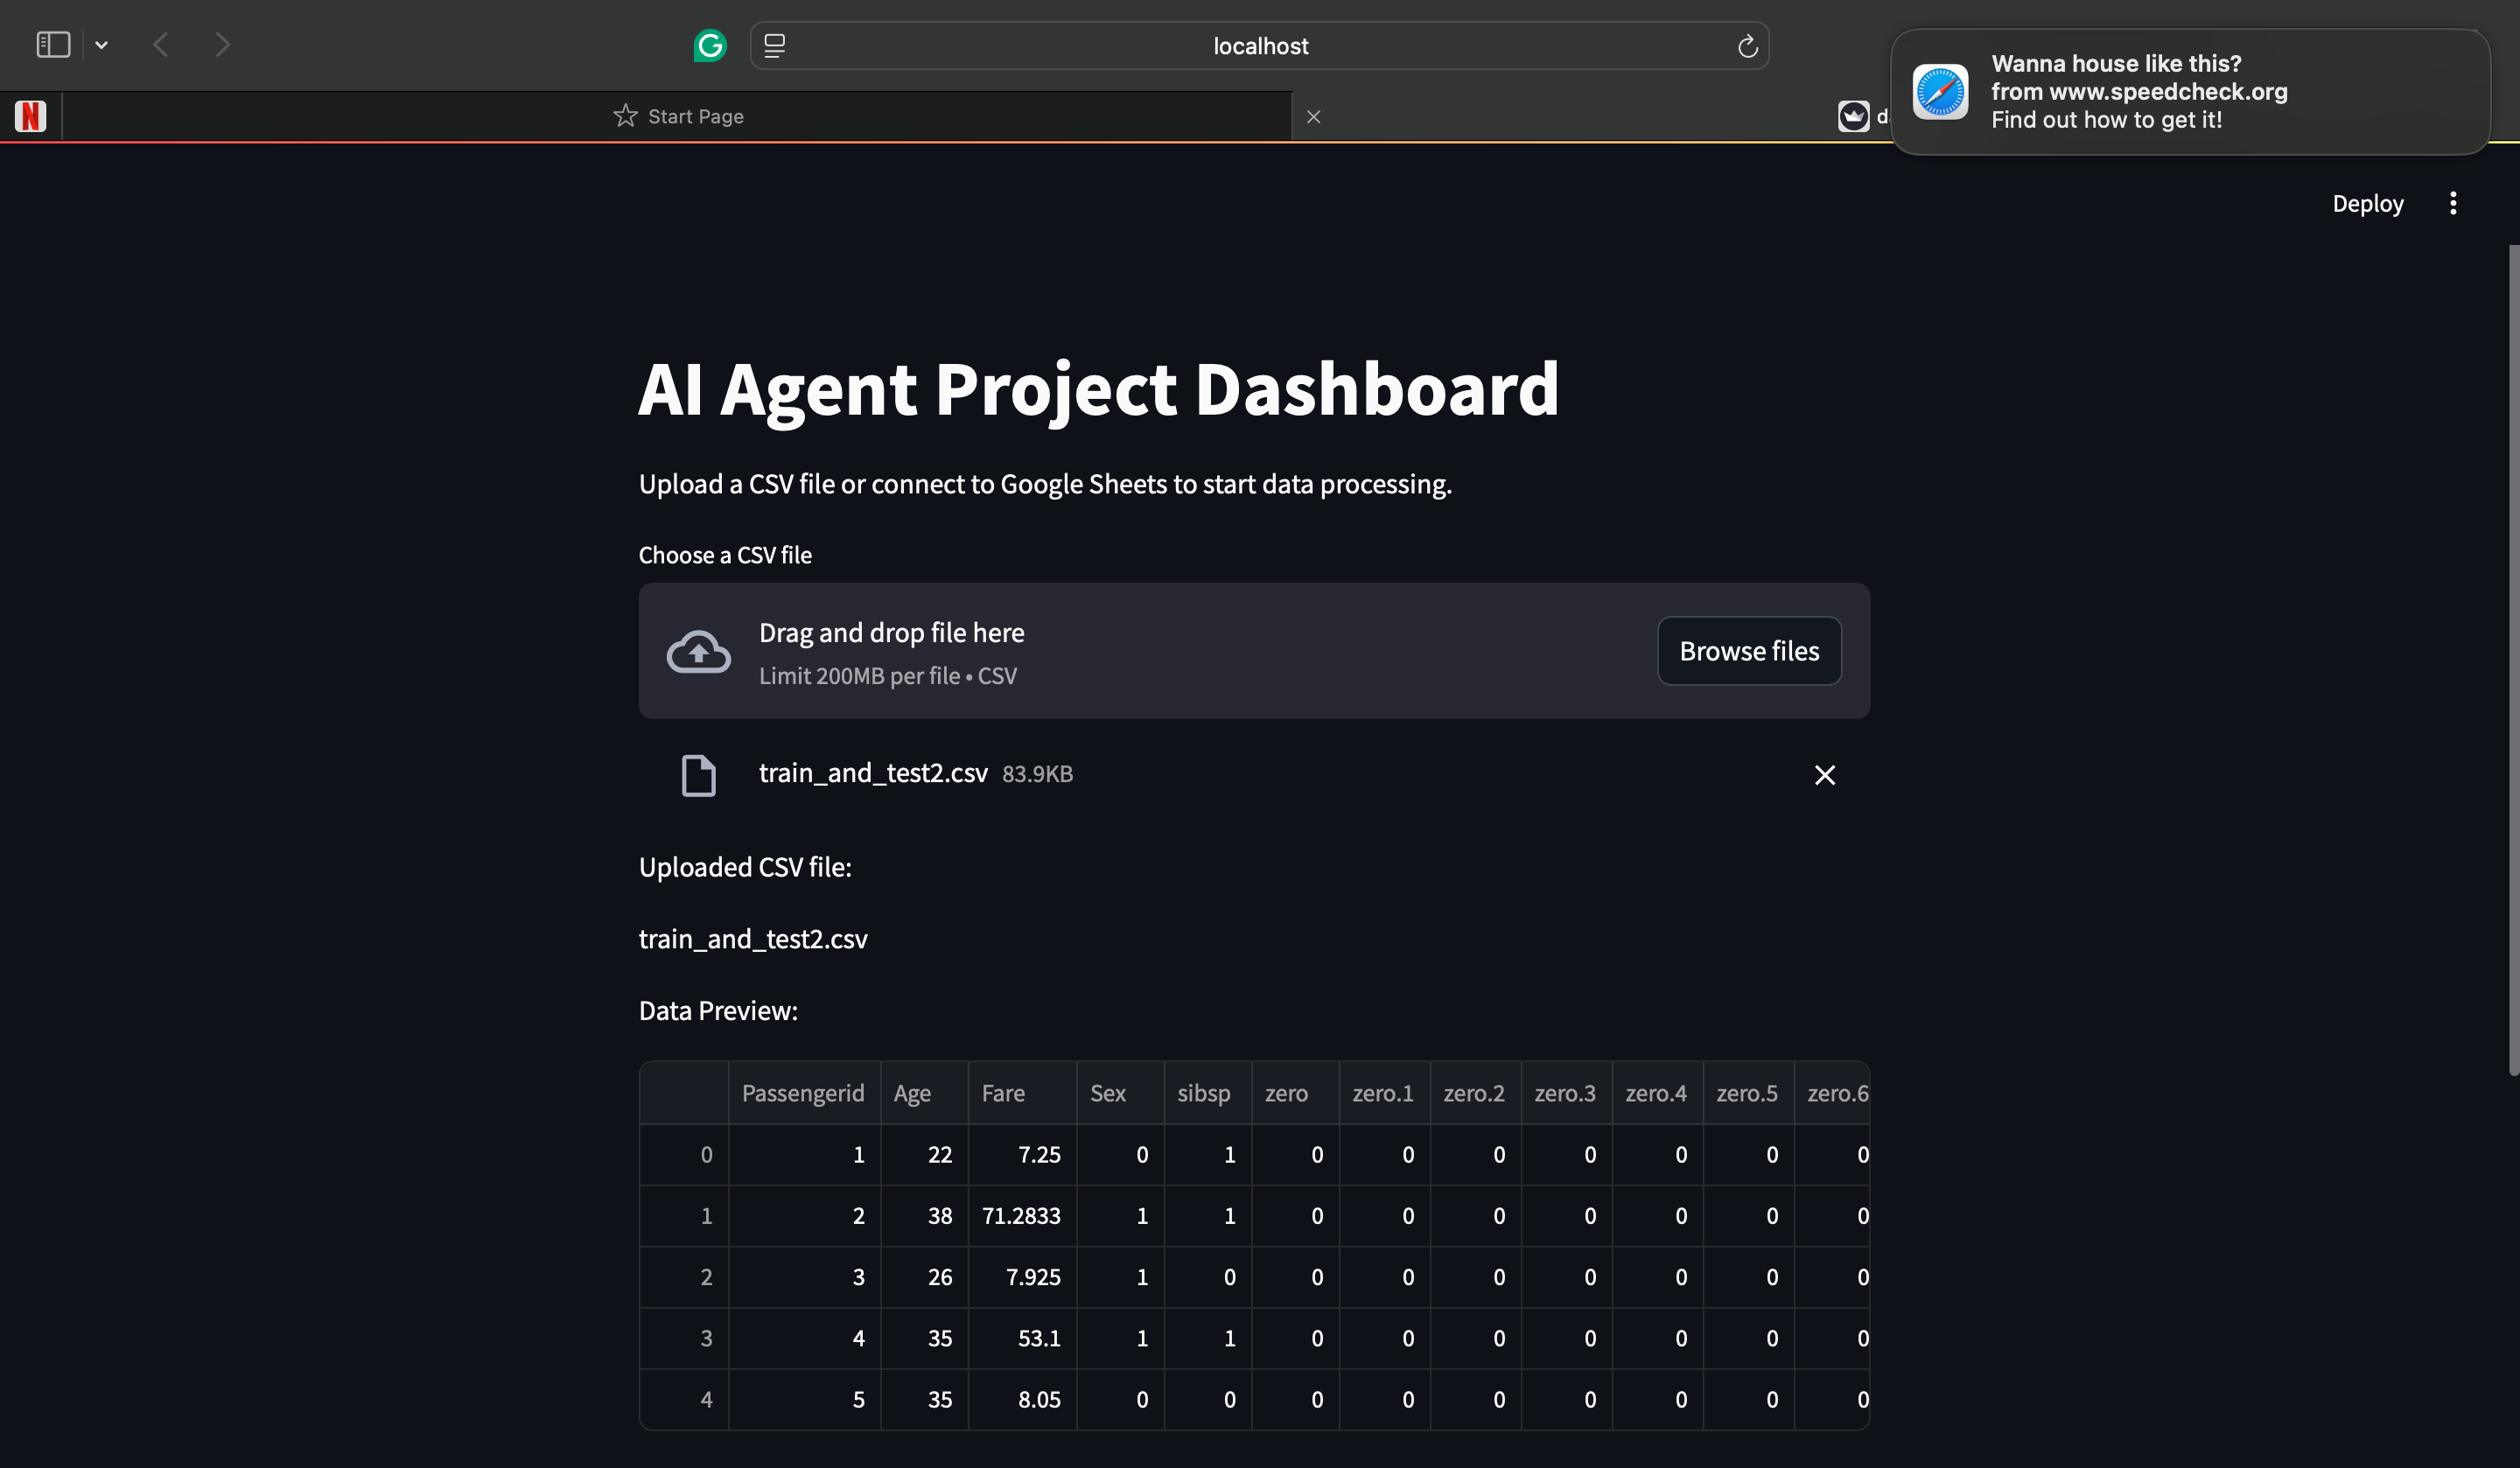 localhost
Wanna house like this?
from www.speedcheck.org
Find out how to get it!
N
Start Page
Deploy
AI Agent Project Dashboard
Upload a CSV file or connect to Google Sheets to start data processing.
Choose a CSV file
Drag and drop file here
Limit 200MB per file • CSV
Browse files
train_and_test2.csv 83.9KB
Uploaded CSV file:
train_and_test2.csv
Data Preview:
Passengerid Age Fare Sex sibsp zero zero.1 zero.2 zero.3 zero.4 zero.5 zero.6
0 1 22 7.25 0 1 0 0 0 0 0 0 0
1 2 38 71.2833 1 1 0 0 0 0 0 0 0
2 3 26 7.925 1 0 0 0 0 0 0 0 0
3 4 35 53.1 1 1 0 0 0 0 0 0 0
4 5 35 8.05 0 0 0 0 0 0 0 0 0